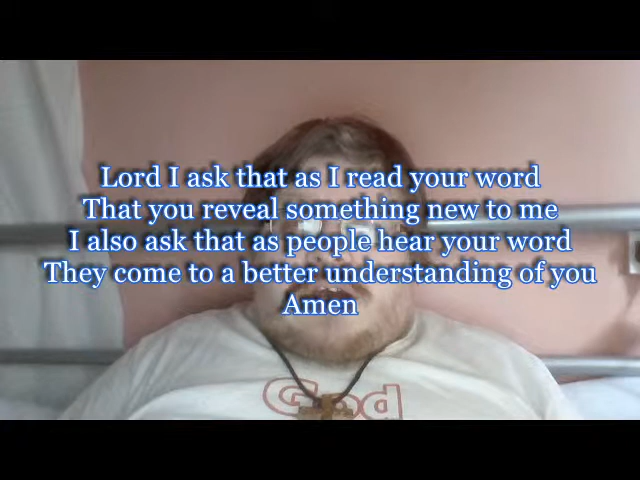 Lord I ask that as I read your word
That you reveal something new to me
I also ask that as people hear your word
They come to a better understanding of you
Amen
God